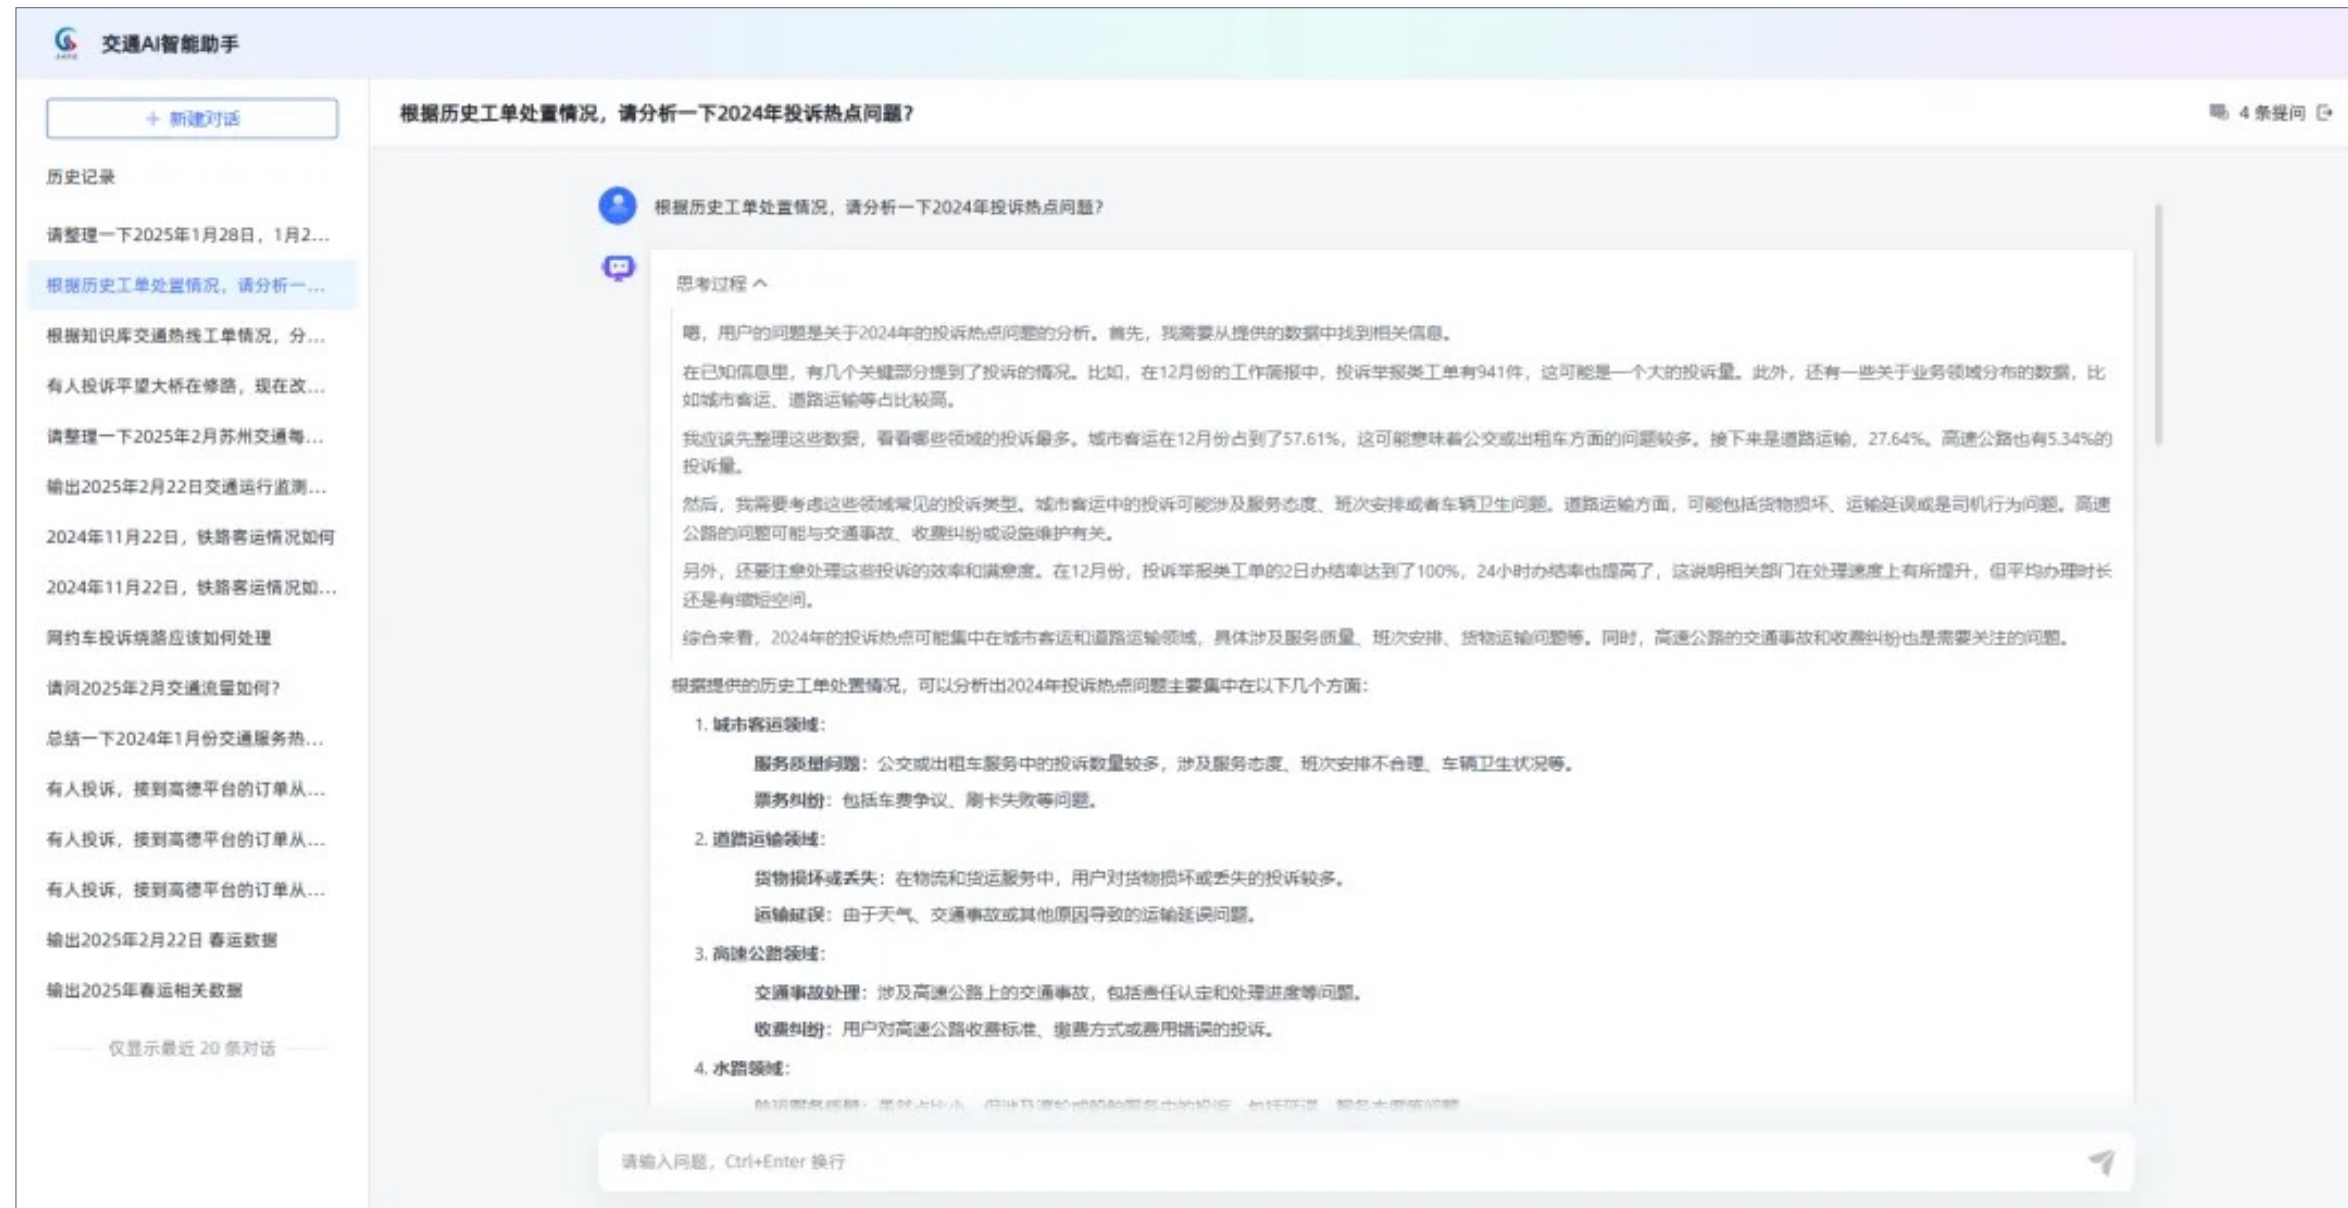 交通AI智能助手
+ 新建对话
历史记录
请整理一下2025年1月28日，1月2...
根据历史工单处置情况，请分析一...
根据知识库交通热线工单情况，分...
有人投诉平望大桥在修路，现在改...
请整理一下2025年2月苏州交通每...
输出2025年2月22日交通运行监测...
2024年11月22日，铁路客运情况如何
2024年11月22日，铁路客运情况如...
网约车投诉绕路应该如何处理
请问2025年2月交通流量如何?
总结一下2024年1月份交通服务热...
有人投诉，接到高德平台的订单从...
有人投诉，接到高德平台的订单从...
有人投诉，接到高德平台的订单从...
输出2025年2月22日 春运数据
输出2025年春运相关数据
仅显示最近 20 条对话
根据历史工单处置情况，请分析一下2024年投诉热点问题?
4 条提问
根据历史工单处置情况，请分析一下2024年投诉热点问题?
思考过程
嗯，用户的问题是关于2024年的投诉热点问题的分析。首先，我需要从提供的数据中找到相关信息。
在已知信息里，有几个关键部分提到了投诉的情况。比如，在12月份的工作简报中，投诉举报类工单有941件，这可能是一个大的投诉量。此外，还有一些关于业务领域分布的数据，比
如城市客运、道路运输等占比较高。
我应该先整理这些数据，看看哪些领域的投诉最多。城市客运在12月份占到了57.61%，这可能意味着公交或出租车方面的问题较多。接下来是道路运输，27.64%。高速公路也有5.34%的
投诉量。
然后，我需要考虑这些领域常见的投诉类型。城市客运中的投诉可能涉及服务态度、班次安排或者车辆卫生问题。道路运输方面，可能包括货物损坏、运输延误或是司机行为问题。高速
公路的问题可能与交通事故、收费纠纷或设施维护有关。
另外，还要注意处理这些投诉的效率和满意度。在12月份，投诉举报类工单的2日办结率达到了100%，24小时办结率也提高了，这说明相关部门在处理速度上有所提升，但平均办理时长
还是有缩短空间。
综合来看，2024年的投诉热点可能集中在城市客运和道路运输领域，具体涉及服务质量、班次安排、货物运输问题等。同时，高速公路的交通事故和收费纠纷也是需要关注的问题。
根据提供的历史工单处置情况，可以分析出2024年投诉热点问题主要集中在以下几个方面：
1. 城市客运领域：
服务质量问题：公交或出租车服务中的投诉数量较多，涉及服务态度、班次安排不合理、车辆卫生状况等。
票务纠纷：包括车费争议、刷卡失败等问题。
2. 道路运输领域：
货物损坏或丢失：在物流和货运服务中，用户对货物损坏或丢失的投诉较多。
运输延误：由于天气、交通事故或其他原因导致的运输延误问题。
3. 高速公路领域：
交通事故处理：涉及高速公路上的交通事故，包括责任认定和处理进度等问题。
收费纠纷：用户对高速公路收费标准、缴费方式或费用错误的投诉。
4. 水路领域：
请输入问题，Ctrl+Enter 换行